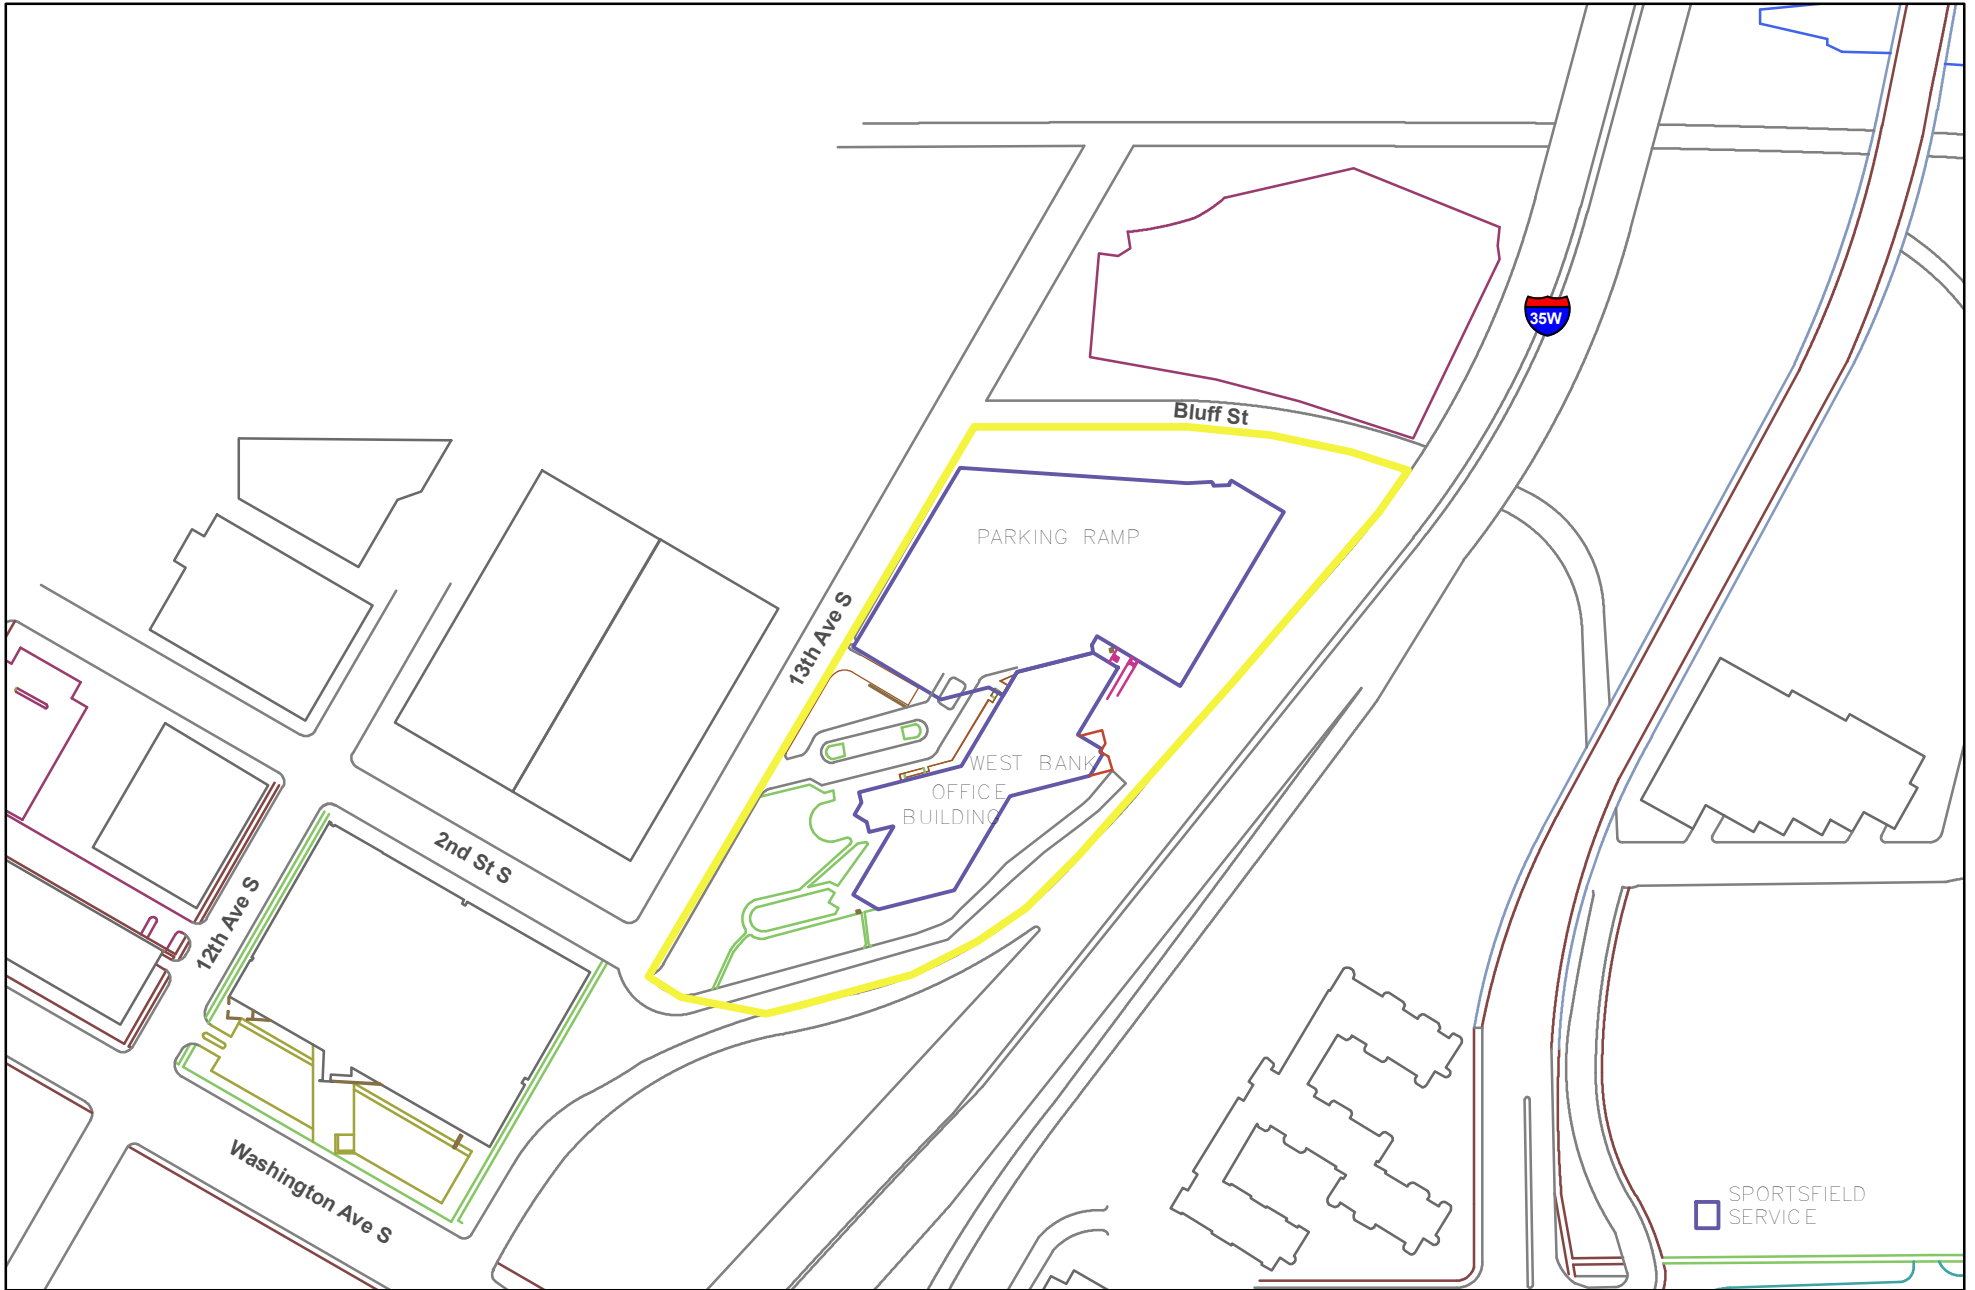 35W
Bluff St
PARKING RAMP
13th Ave S
WEST BANK
OFFICE
BUILDING
2nd St S
12th Ave S
Washington Ave S
SPORTSFIELD
SERVICE